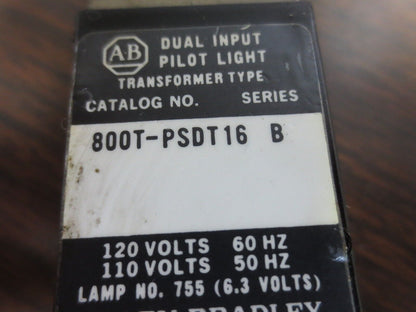 AB
DUAL INPUT
PILOT LIGHT
TRANSFORMER TYPE
CATALOG NO. SERIES
800T-PSDT16 B
120 VOLTS 60 HZ
110 VOLTS 50 HZ
LAMP NO. 755 (6.3 VOLTS)
BRADLEY